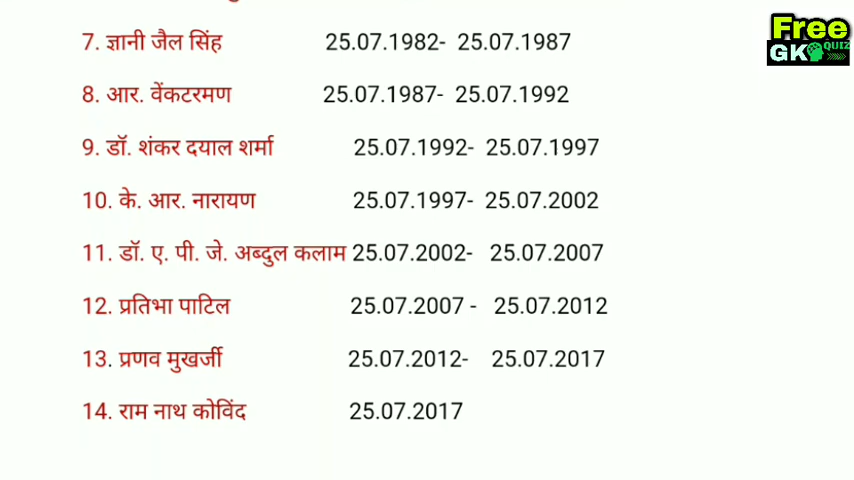 Free
GK QUIZ
7. ज्ञानी जैल सिंह 25.07.1982- 25.07.1987
8. आर. वेंकटरमण 25.07.1987- 25.07.1992
9. डॉ. शंकर दयाल शर्मा 25.07.1992- 25.07.1997
10. के. आर. नारायण 25.07.1997- 25.07.2002
11. डॉ. ए. पी. जे. अब्दुल कलाम 25.07.2002- 25.07.2007
12. प्रतिभा पाटिल 25.07.2007 - 25.07.2012
13. प्रणव मुखर्जी 25.07.2012- 25.07.2017
14. राम नाथ कोविंद 25.07.2017